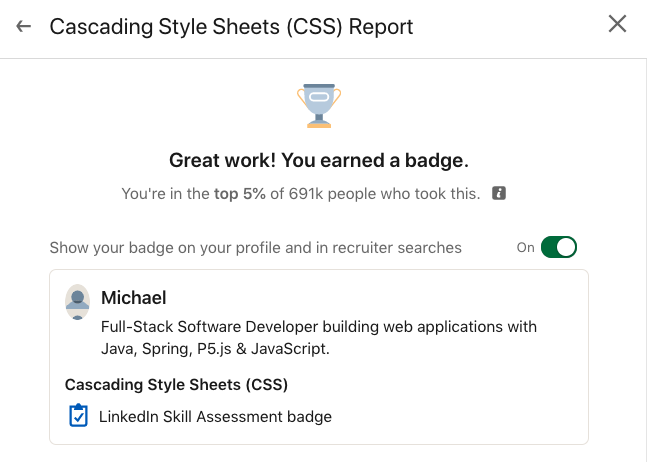 Cascading Style Sheets (CSS) Report
Great work! You earned a badge.
You're in the top 5% of 691k people who took this.
Show your badge on your profile and in recruiter searches
On
Michael
Full-Stack Software Developer building web applications with
Java, Spring, P5.js & JavaScript.
Cascading Style Sheets (CSS)
LinkedIn Skill Assessment badge